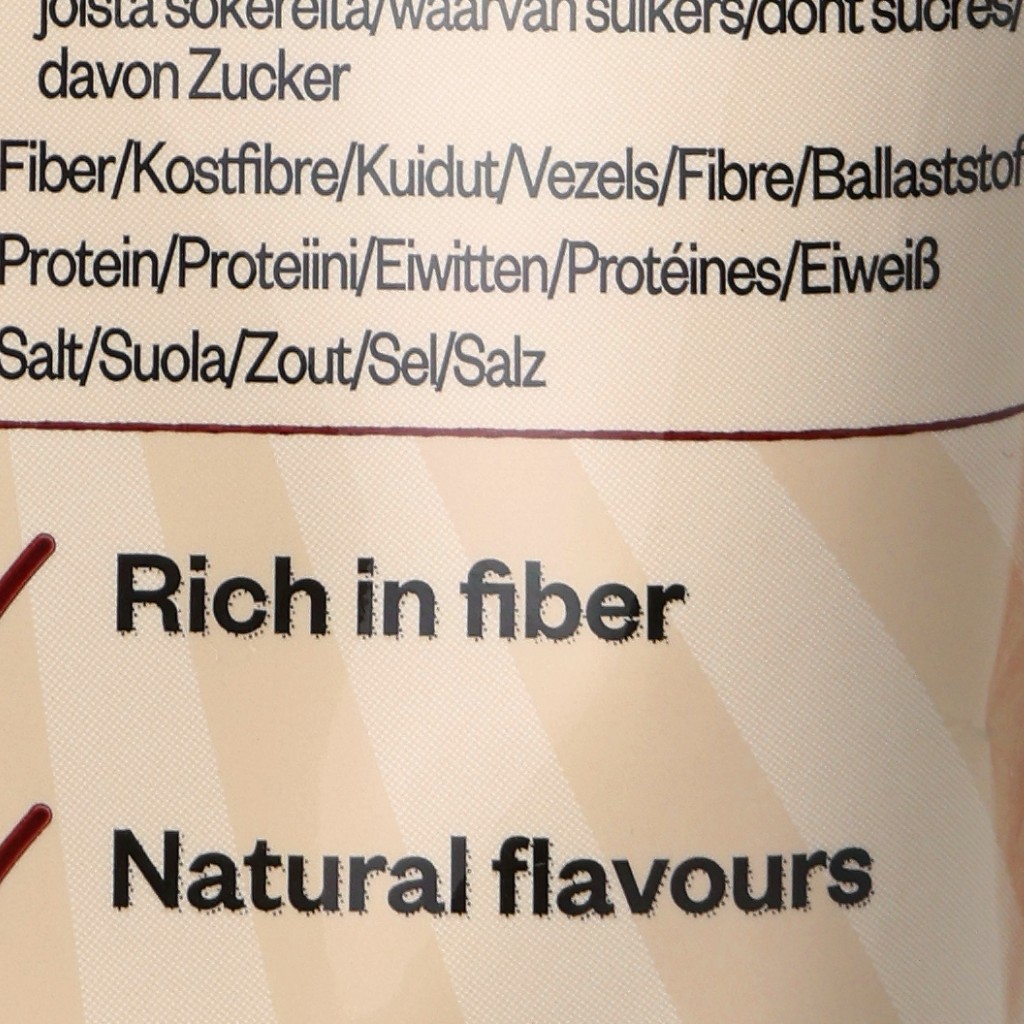 joista sokereita/waarvan suikers/dont sucres/
davon Zucker
Fiber/Kostfibre/Kuidut/Vezels/Fibre/Ballaststof
Protein/Proteiini/Eiwitten/Protéines/Eiweiß
Salt/Suola/Zout/Sel/Salz
Rich in fiber
Natural flavours